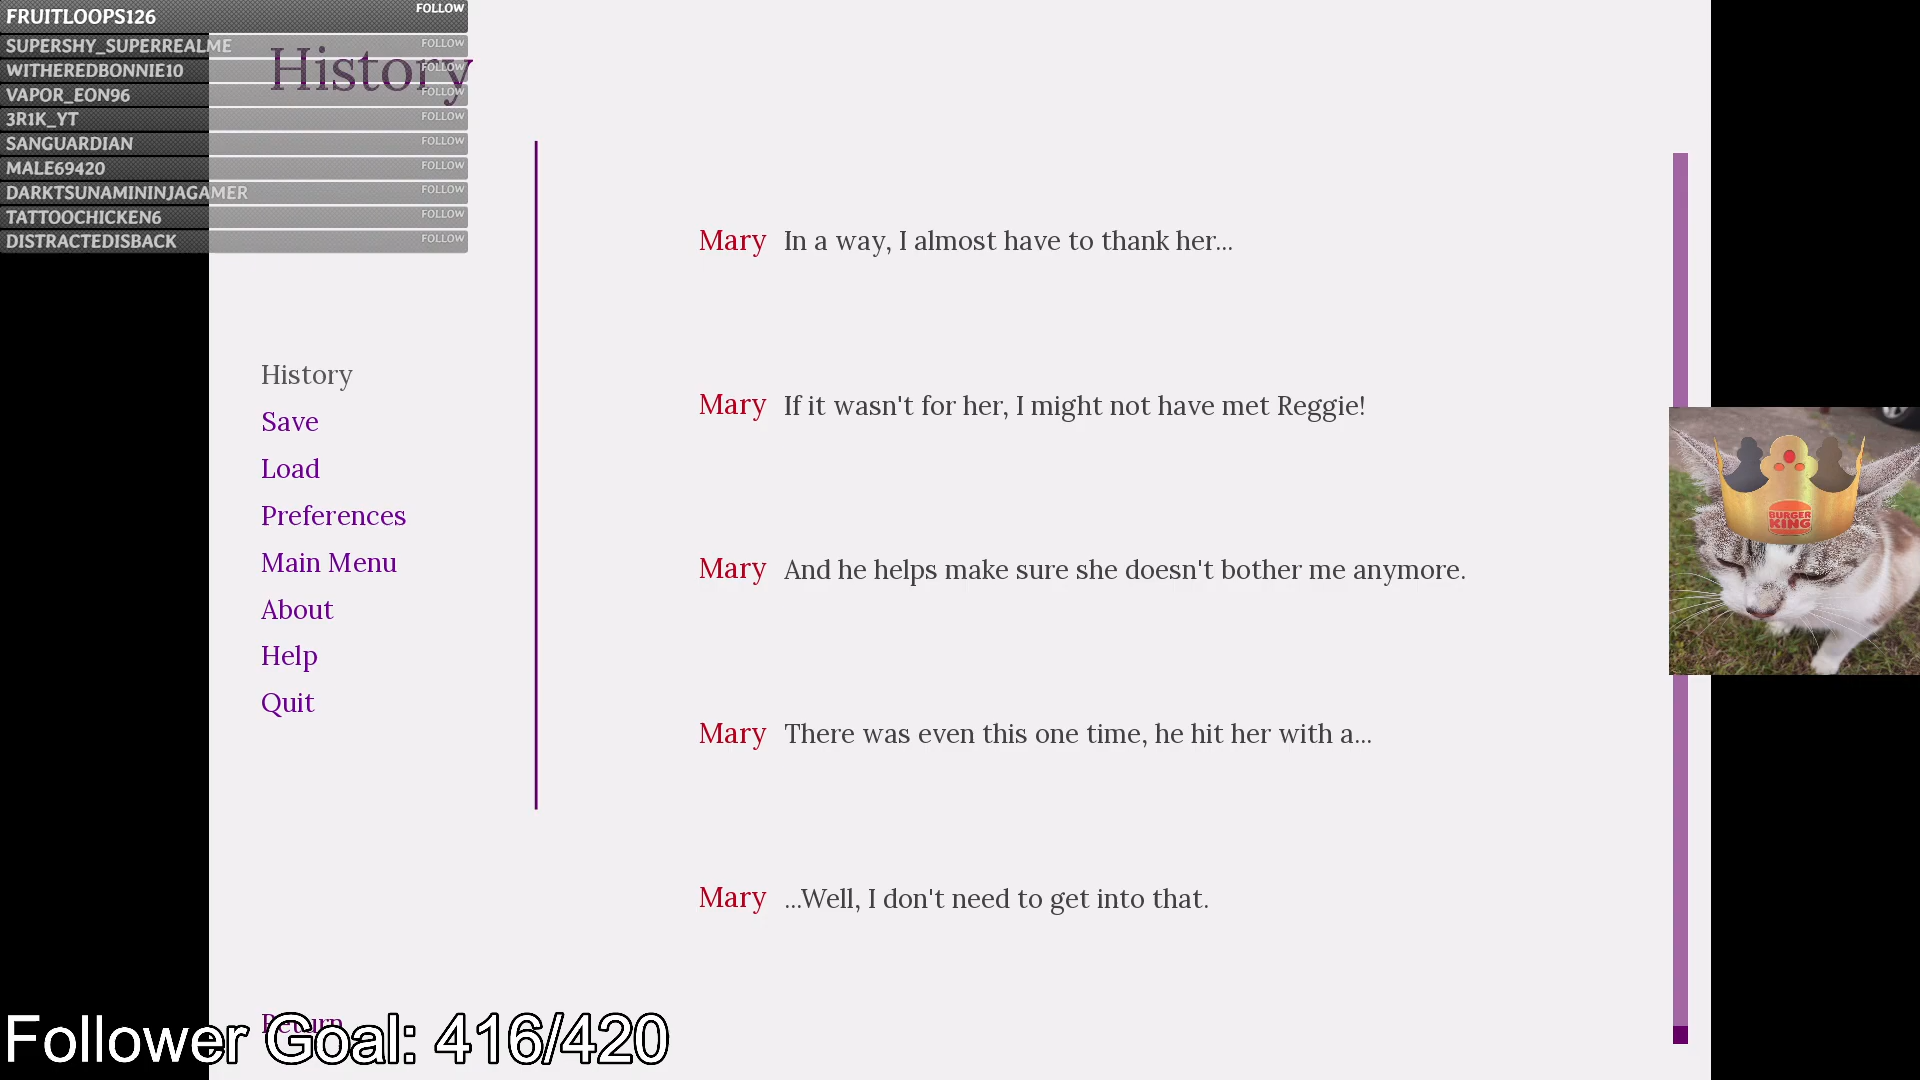 FRUITLOOPS126 FOLLOW
SUPERSHY_SUPERREALME FOLLOW
WITHEREDBONNIE10 FOLLOW
VAPOR_EON96 FOLLOW
3R1K_YT FOLLOW
SANGUARDIAN FOLLOW
MALE69420 FOLLOW
DARKTSUNAMININJAGAMER FOLLOW
TATTOOCHICKEN6 FOLLOW
DISTRACTEDISBACK FOLLOW
History
History
Save
Load
Preferences
Main Menu
About
Help
Quit
Return
Mary In a way, I almost have to thank her...
Mary If it wasn't for her, I might not have met Reggie!
Mary And he helps make sure she doesn't bother me anymore.
Mary There was even this one time, he hit her with a...
Mary ...Well, I don't need to get into that.
BURGER
KING
Follower Goal: 416/420